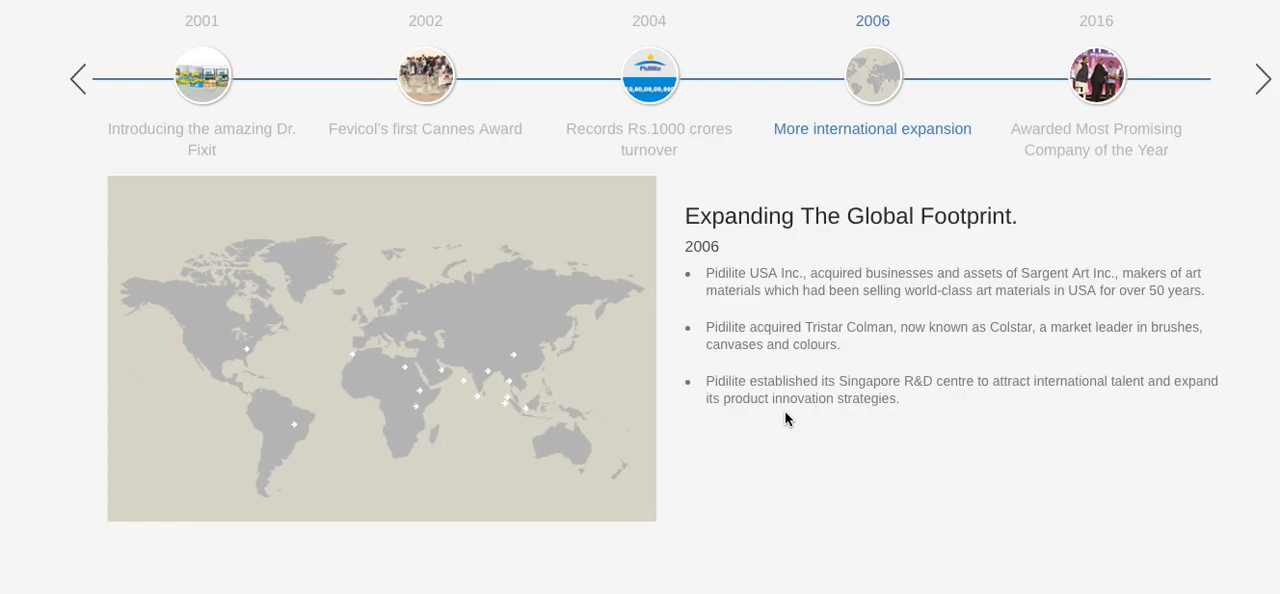 2001
2002
2004
2006
2016
Pidilite
Introducing the amazing Dr.
Fixit
Fevicol's first Cannes Award
Records Rs.1000 crores
turnover
More international expansion
Awarded Most Promising
Company of the Year
Expanding The Global Footprint.
2006
Pidilite USA Inc., acquired businesses and assets of Sargent Art Inc., makers of art
materials which had been selling world-class art materials in USA for over 50 years.
Pidilite acquired Tristar Colman, now known as Colstar, a market leader in brushes,
canvases and colours.
Pidilite established its Singapore R&D centre to attract international talent and expand
its product innovation strategies.